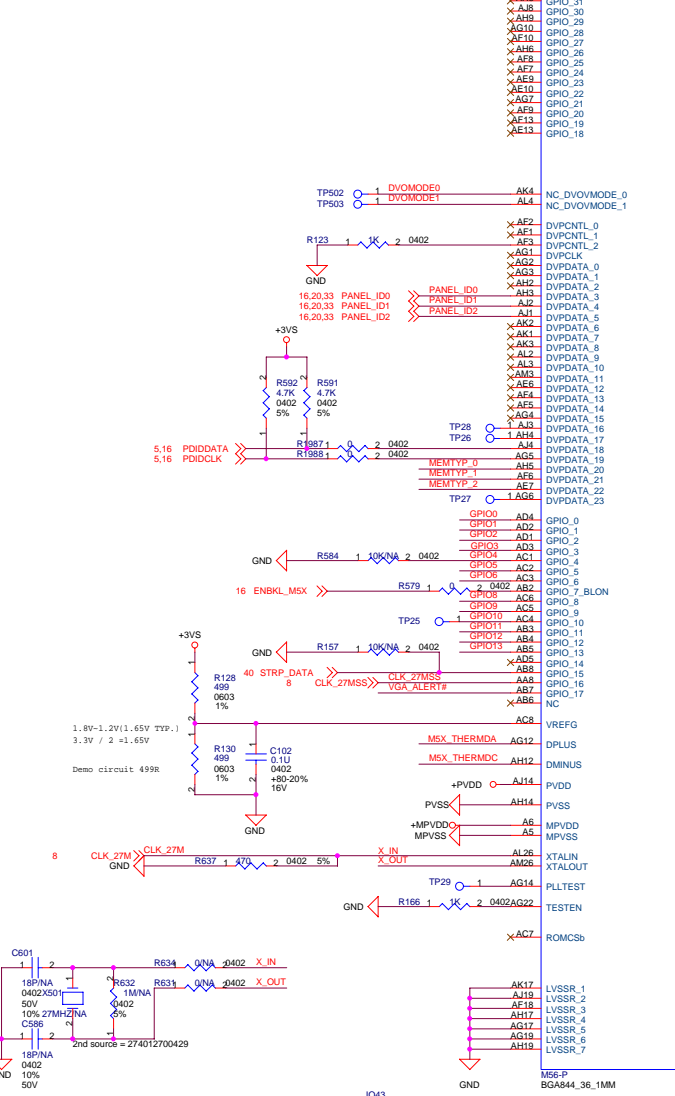 GPIO_31
AJ8 GPIO_30
AH9 GPIO_29
AG10 GPIO_28
AF10 GPIO_27
AH6 GPIO_26
AF8 GPIO_25
AF7 GPIO_24
AE9 GPIO_23
AE10 GPIO_22
AG7 GPIO_21
AF9 GPIO_20
AF13 GPIO_19
AE13 GPIO_18
TP502 1 DVOMODE0 AK4 NC_DVOVMODE_0
TP503 1 DVOMODE1 AL4 NC_DVOVMODE_1
AF2 DVPCNTL_0
AF1 DVPCNTL_1
R123 1 1K 2 0402 AF3 DVPCNTL_2
AG1 DVPCLK
AG2 DVPDATA_0
AG3 DVPDATA_1
GND
AH2 DVPDATA_2
16,20,33 PANEL_ID0 PANEL_ID0 AH3 DVPDATA_3
16,20,33 PANEL_ID1 PANEL_ID1 AJ2 DVPDATA_4
16,20,33 PANEL_ID2 PANEL_ID2 AJ1 DVPDATA_5
AK2 DVPDATA_6
+3VS
AK1 DVPDATA_7
AK3 DVPDATA_8
AL2 DVPDATA_9
AL3 DVPDATA_10
AM3 DVPDATA_11
AE6 DVPDATA_12
AF4 DVPDATA_13
AF5 DVPDATA_14
AG4 DVPDATA_15
2 R592 4.7K 0402 5% 1
2 R591 4.7K 0402 5% 1
TP28 1 AJ3 DVPDATA_16
TP26 1 AH4 DVPDATA_17
5,16 PDIDDATA R1987 1 0 2 0402 AJ4 DVPDATA_18
5,16 PDIDCLK R1988 1 0 2 0402 AG5 DVPDATA_19
MEMTYP_0 AH5 DVPDATA_20
MEMTYP_1 AF6 DVPDATA_21
MEMTYP_2 AE7 DVPDATA_22
TP27 1 AG6 DVPDATA_23
GPIO0 AD4 GPIO_0
GPIO1 AD2 GPIO_1
GPIO2 AD1 GPIO_2
GPIO3 AD3 GPIO_3
GND R584 1 10K/NA 2 0402 GPIO4 AC1 GPIO_4
GPIO5 AC2 GPIO_5
GPIO6 AC3 GPIO_6
16 ENBKL_M5X R579 1 0 2 0402 AB2 GPIO_7_BLON
GPIO8 AC6 GPIO_8
GPIO9 AC5 GPIO_9
TP25 1 GPIO10 AC4 GPIO_10
GPIO11 AB3 GPIO_11
GPIO12 AB4 GPIO_12
GPIO13 AB5 GPIO_13
GND R157 1 10K/NA 2 0402
AD5 GPIO_14
40 STRP_DATA AB8 GPIO_15
8 CLK_27MSS CLK_27MSS AA8 GPIO_16
VGA_ALERT# AB7 GPIO_17
AB6 NC
+3VS
1 R128 499 0603 1% 2
AC8 VREFG
1.8V-1.2V(1.65V TYP.)
3.3V / 2 =1.65V
Demo circuit 499R
1 R130 499 0603 1% 2
1 C102 0.1U 0402 +80-20% 16V 2
GND
M5X_THERMDA AG12 DPLUS
M5X_THERMDC AH12 DMINUS
+PVDD AJ14 PVDD
PVSS AH14 PVSS
+MPVDD A6 MPVDD
MPVSS A5 MPVSS
8 CLK_27M CLK_27M X_IN AL26 XTALIN
GND R637 1 470 2 0402 5% X_OUT AM26 XTALOUT
TP29 1 AG14 PLLTEST
GND R166 1 1K 2 0402 AG22 TESTEN
AC7 ROMCSb
C601
1 2
18P/NA
0402
50V
10%
X501
27MHZ/NA
1 2
R634 1 0/NA 2 0402 X_IN
R631 1 0/NA 2 0402 X_OUT
2 R632 1M/NA 0402 5% 1
C586
1 2
2nd source = 274012700429
18P/NA
0402
10%
50V
ND
AK17 LVSSR_1
AJ19 LVSSR_2
AF18 LVSSR_3
AH17 LVSSR_4
AG17 LVSSR_5
AG19 LVSSR_6
AH19 LVSSR_7
GND
M56-P
BGA844_36_1MM